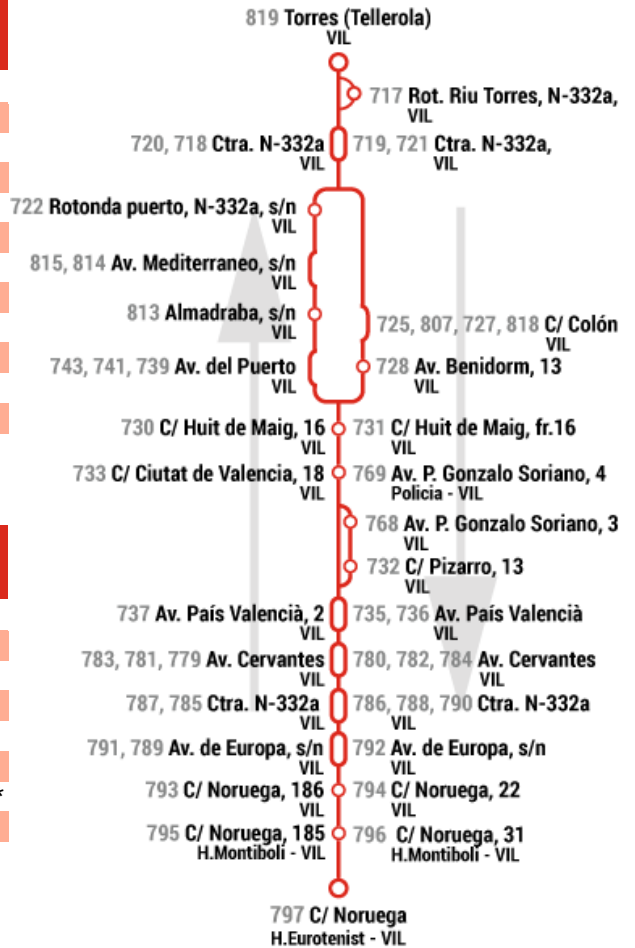 819 Torres (Tellerola)
VIL
717 Rot. Riu Torres, N-332a,
VIL
720, 718 Ctra. N-332a
VIL
719, 721 Ctra. N-332a,
VIL
722 Rotonda puerto, N-332a, s/n
VIL
815, 814 Av. Mediterraneo, s/n
VIL
813 Almadraba, s/n
VIL
725, 807, 727, 818 C/ Colón
VIL
743, 741, 739 Av. del Puerto
VIL
728 Av. Benidorm, 13
VIL
730 C/ Huit de Maig, 16
VIL
731 C/ Huit de Maig, fr.16
VIL
733 C/ Ciutat de Valencia, 18
VIL
769 Av. P. Gonzalo Soriano, 4
Policia - VIL
768 Av. P. Gonzalo Soriano, 3
VIL
732 C/ Pizarro, 13
VIL
737 Av. País Valencià, 2
VIL
735, 736 Av. País Valencià
VIL
783, 781, 779 Av. Cervantes
VIL
780, 782, 784 Av. Cervantes
VIL
787, 785 Ctra. N-332a
VIL
786, 788, 790 Ctra. N-332a
VIL
791, 789 Av. de Europa, s/n
VIL
792 Av. de Europa, s/n
VIL
793 C/ Noruega, 186
VIL
794 C/ Noruega, 22
VIL
795 C/ Noruega, 185
H.Montiboli - VIL
796 C/ Noruega, 31
H.Montiboli - VIL
797 C/ Noruega
H.Eurotenist - VIL